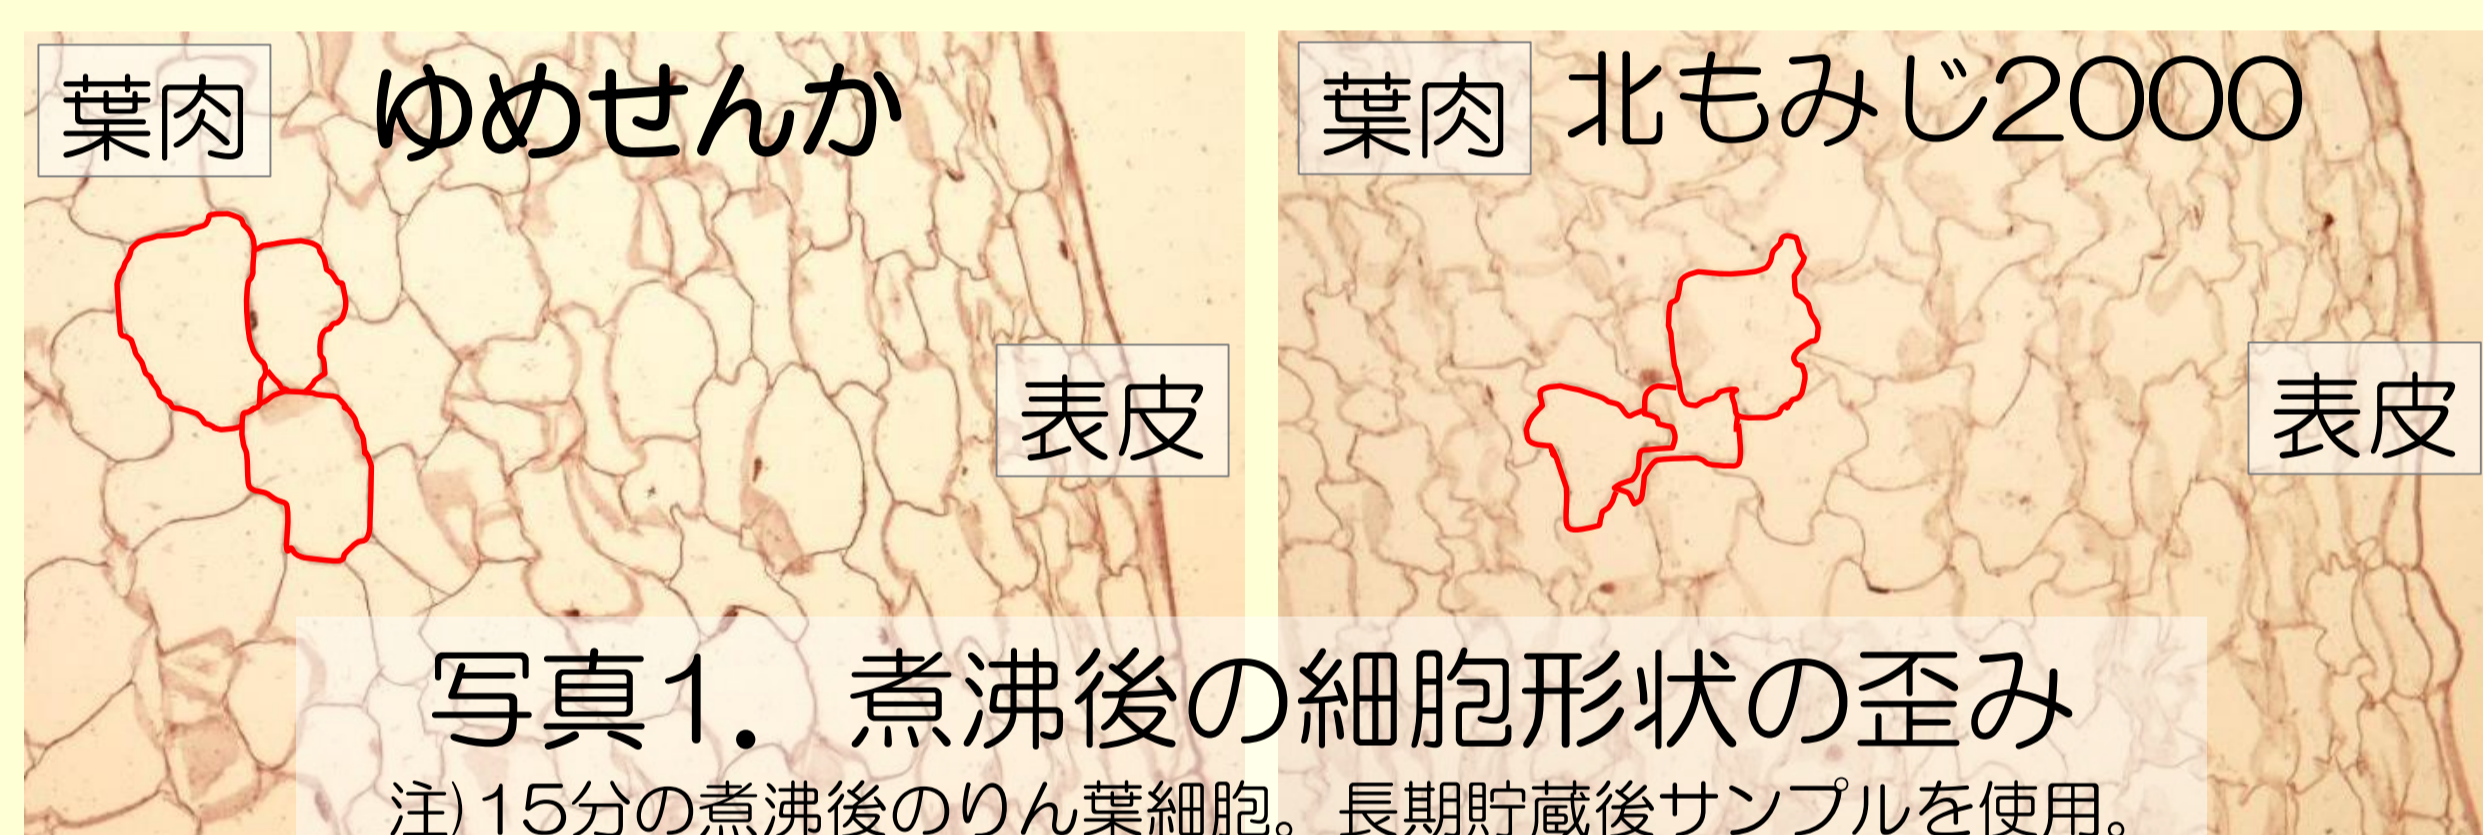 葉肉
ゆめせんか
表皮
葉肉
北もみじ2000
表皮
写真1. 煮沸後の細胞形状の歪み
注)15分の煮沸後のりん葉細胞。長期貯蔵後サンプルを使用。